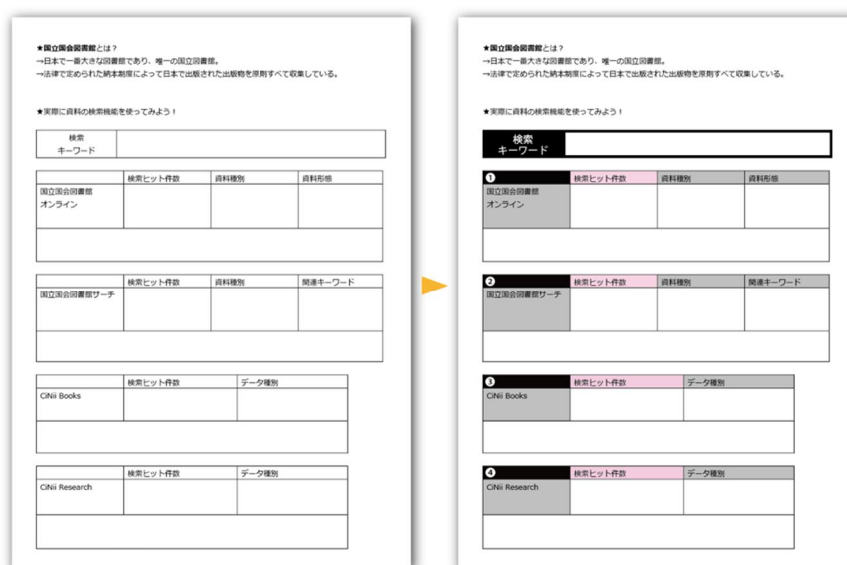 ★国立国会図書館とは？
→日本で一番大きな図書館であり、唯一の国立図書館。
→法律で定められた納本制度によって日本で出版された出版物を原則すべて収集している。
★実際に資料の検索機能を使ってみよう！
検索
キーワード
検索ヒット件数 資料種別 資料形態
国立国会図書館
オンライン
検索ヒット件数 資料種別 関連キーワード
国立国会図書館サーチ
検索ヒット件数 データ種別
CiNii Books
検索ヒット件数 データ種別
CiNii Research
★国立国会図書館とは？
→日本で一番大きな図書館であり、唯一の国立図書館。
→法律で定められた納本制度によって日本で出版された出版物を原則すべて収集している。
★実際に資料の検索機能を使ってみよう！
検索
キーワード
❶ 検索ヒット件数 資料種別 資料形態
国立国会図書館
オンライン
❷ 検索ヒット件数 資料種別 関連キーワード
国立国会図書館サーチ
❸ 検索ヒット件数 データ種別
CiNii Books
❹ 検索ヒット件数 データ種別
CiNii Research